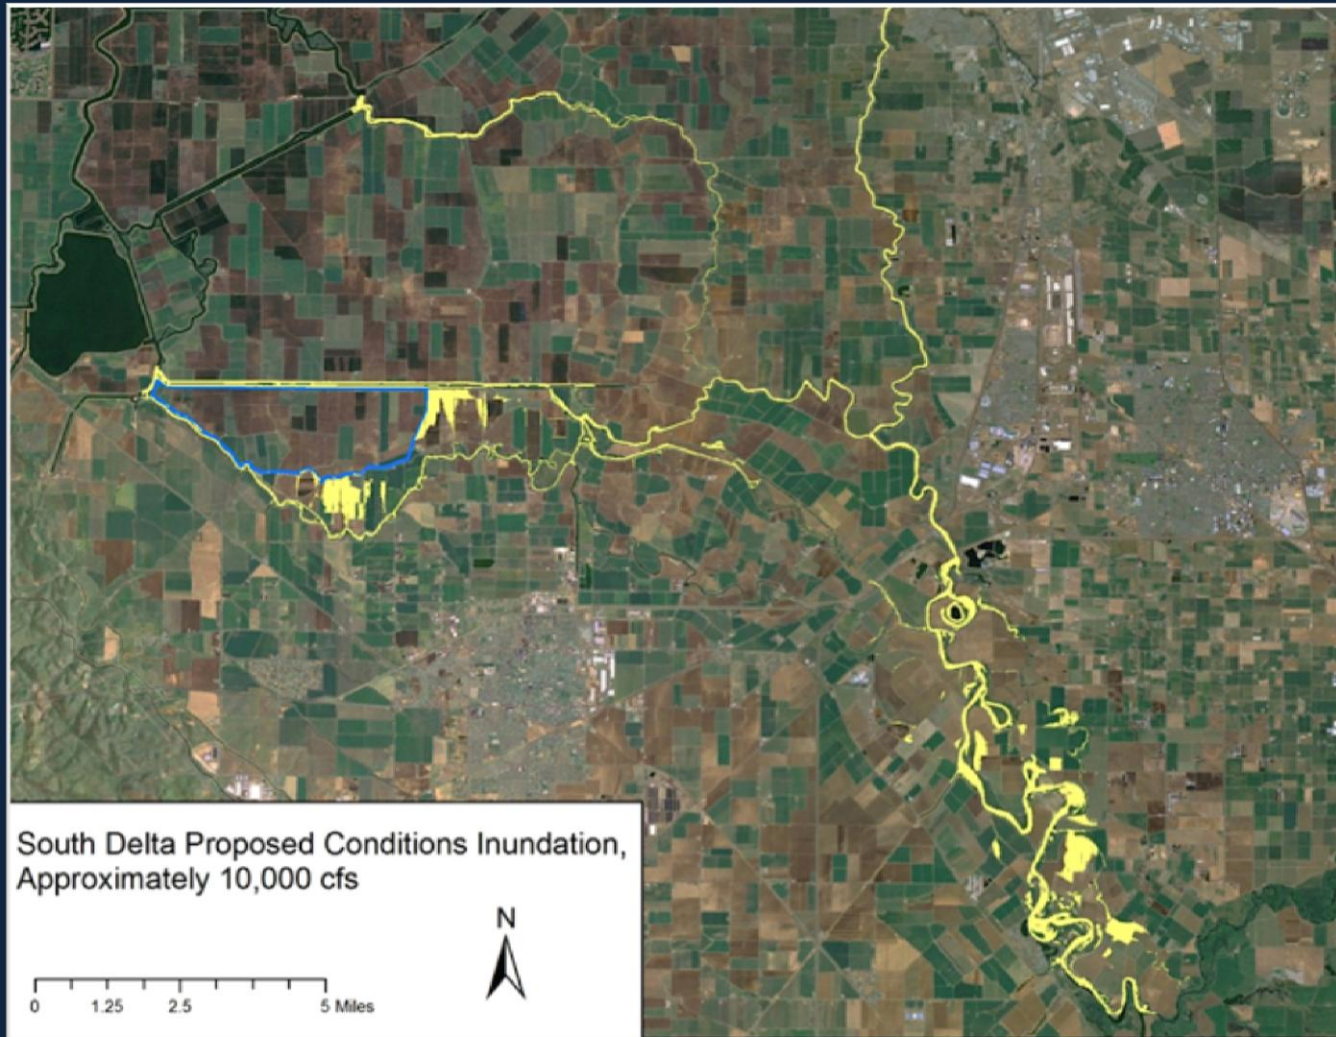 South Delta Proposed Conditions Inundation,
Approximately 10,000 cfs
N
0 1.25 2.5 5 Miles